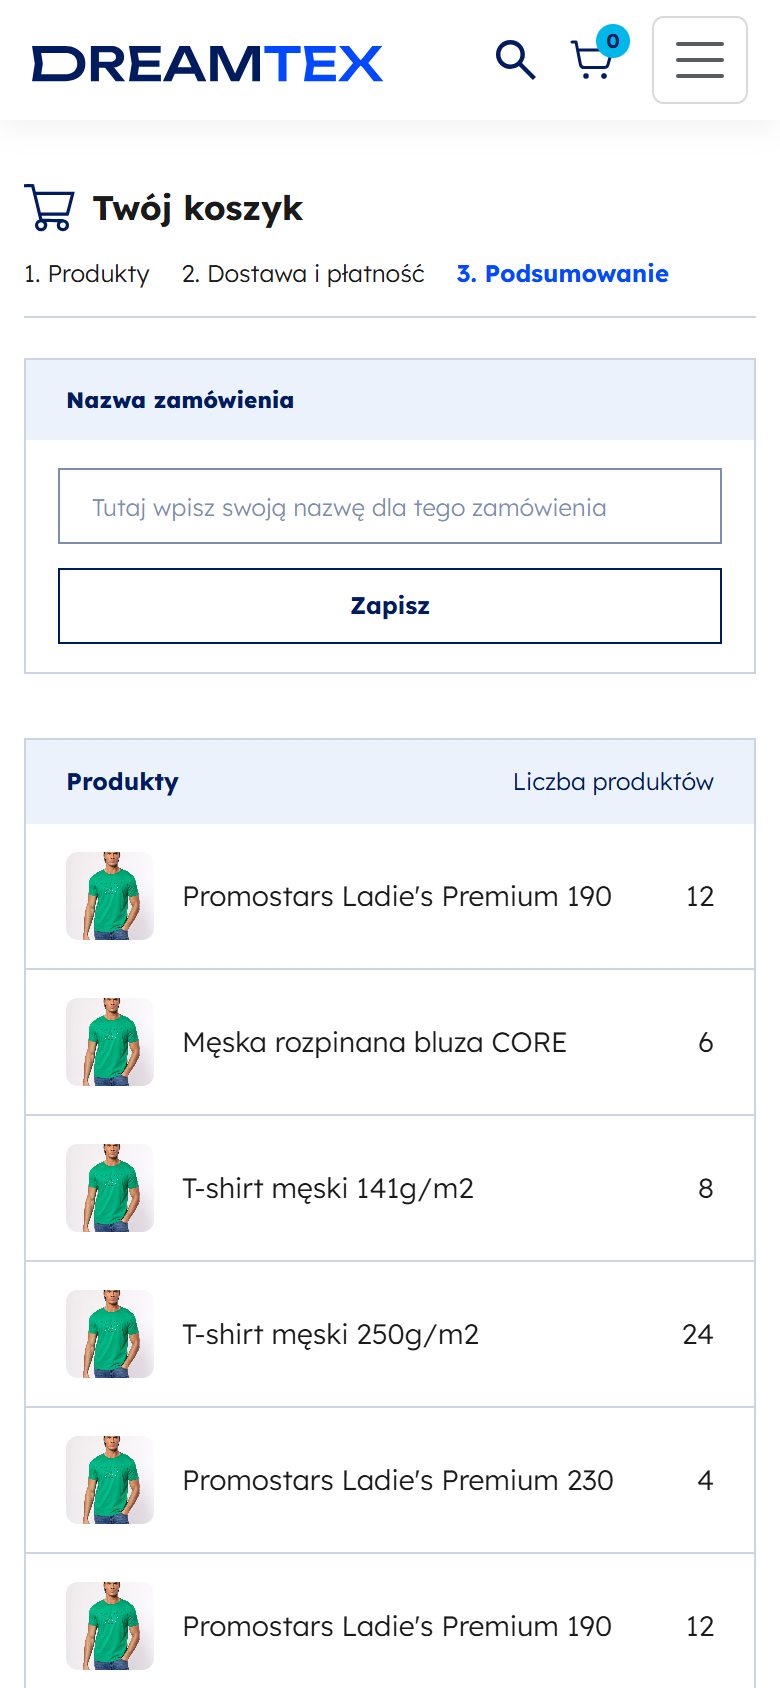 DREAMTEX
0
Twój koszyk
1. Produkty 2. Dostawa i płatność 3. Podsumowanie
Nazwa zamówienia
Tutaj wpisz swoją nazwę dla tego zamówienia
Zapisz
Produkty Liczba produktów
Promostars Ladie's Premium 190 12
Męska rozpinana bluza CORE 6
T-shirt męski 141g/m2 8
T-shirt męski 250g/m2 24
Promostars Ladie's Premium 230 4
Promostars Ladie's Premium 190 12